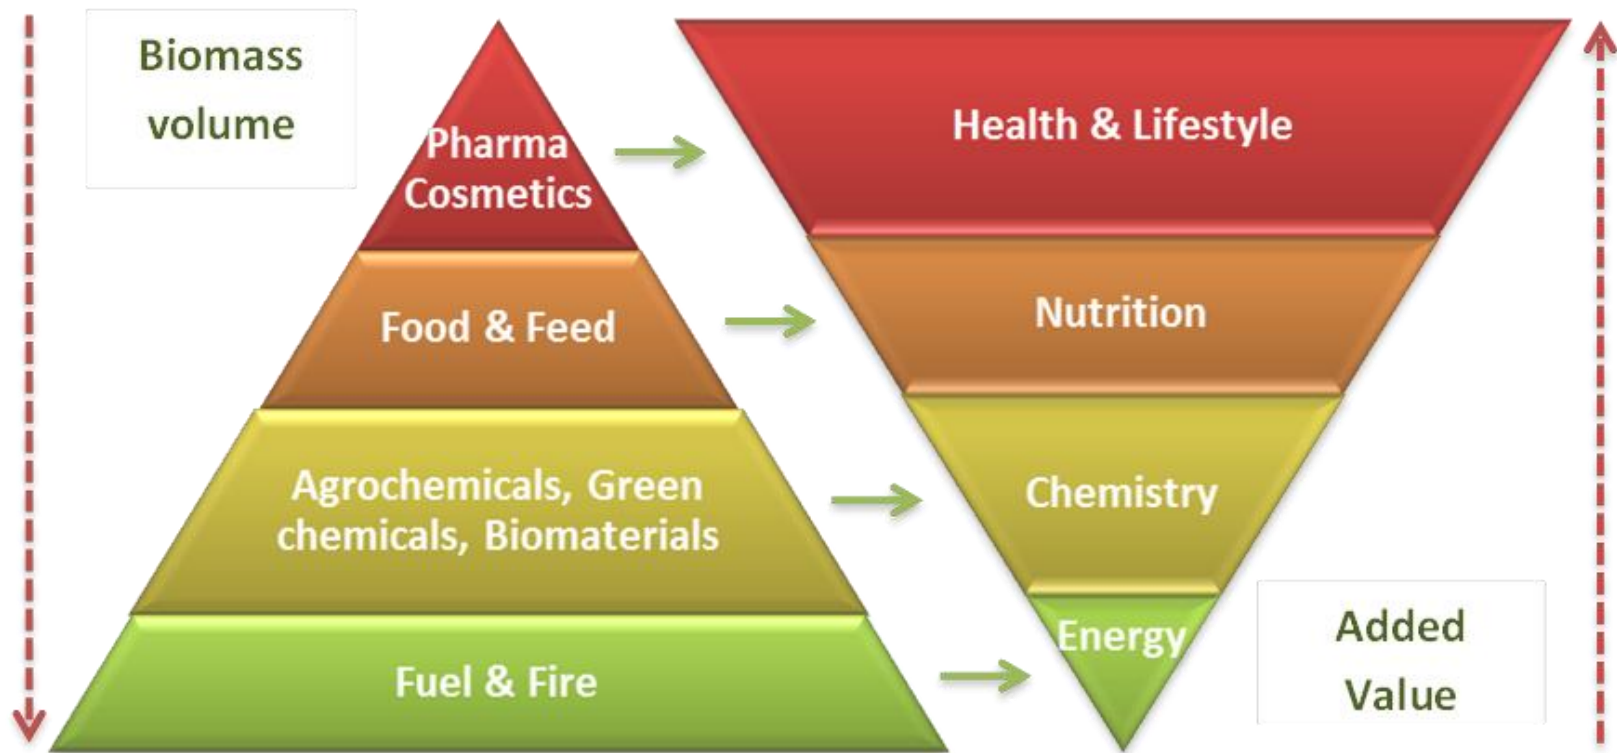 Biomass
volume
Pharma
Cosmetics
Health & Lifestyle
Food & Feed
Nutrition
Agrochemicals, Green
chemicals, Biomaterials
Chemistry
Fuel & Fire
Energy
Added
Value